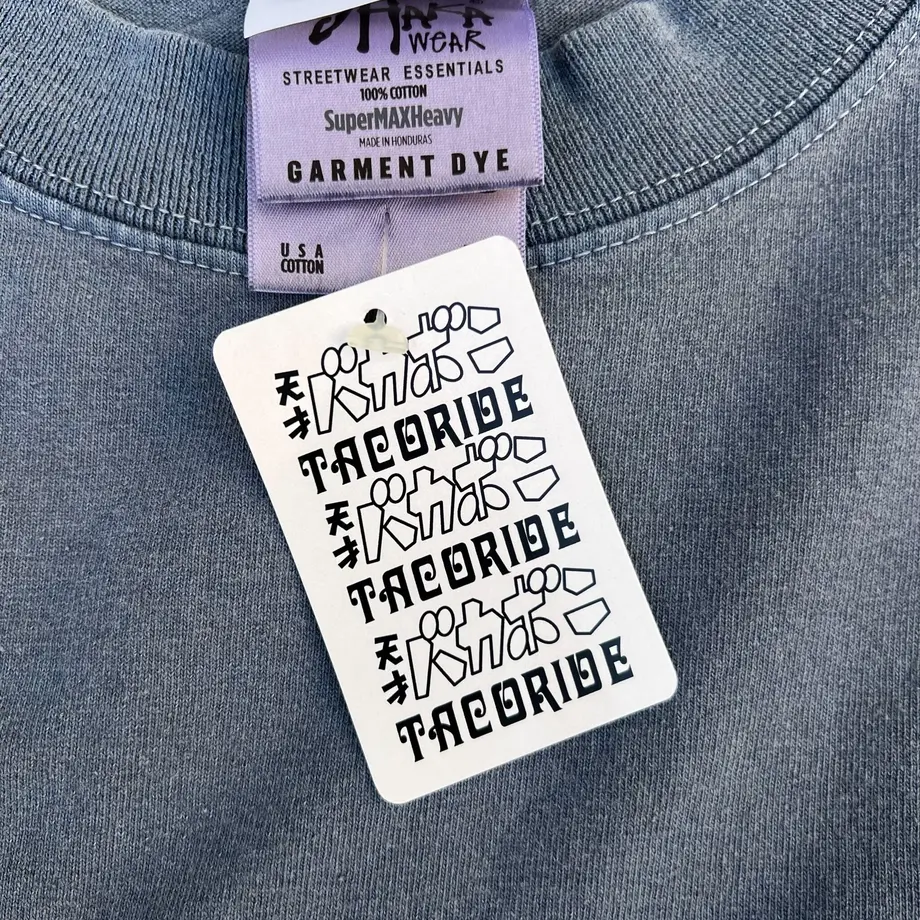 SHAKA
WEAR
STREETWEAR ESSENTIALS
100% COTTON
SuperMAXHeavy
MADE IN HONDURAS
GARMENT DYE
USA
COTTON
天才バカボン
TACORIDE
天才バカボン
TACORIDE
天才バカボン
TACORIDE